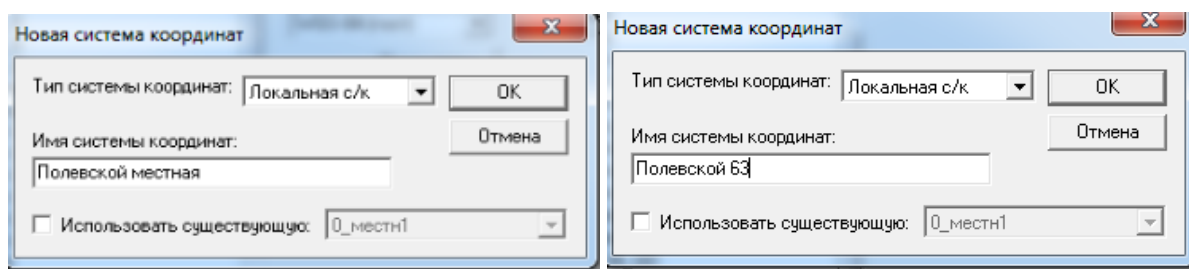 Новая система координат
Тип системы координат: Локальная с/к
OK
Имя системы координат:
Отмена
Полевской местная
Использовать существующую: 0_местн1
Новая система координат
Тип системы координат: Локальная с/к
OK
Имя системы координат:
Отмена
Полевской 63
Использовать существующую: 0_местн1